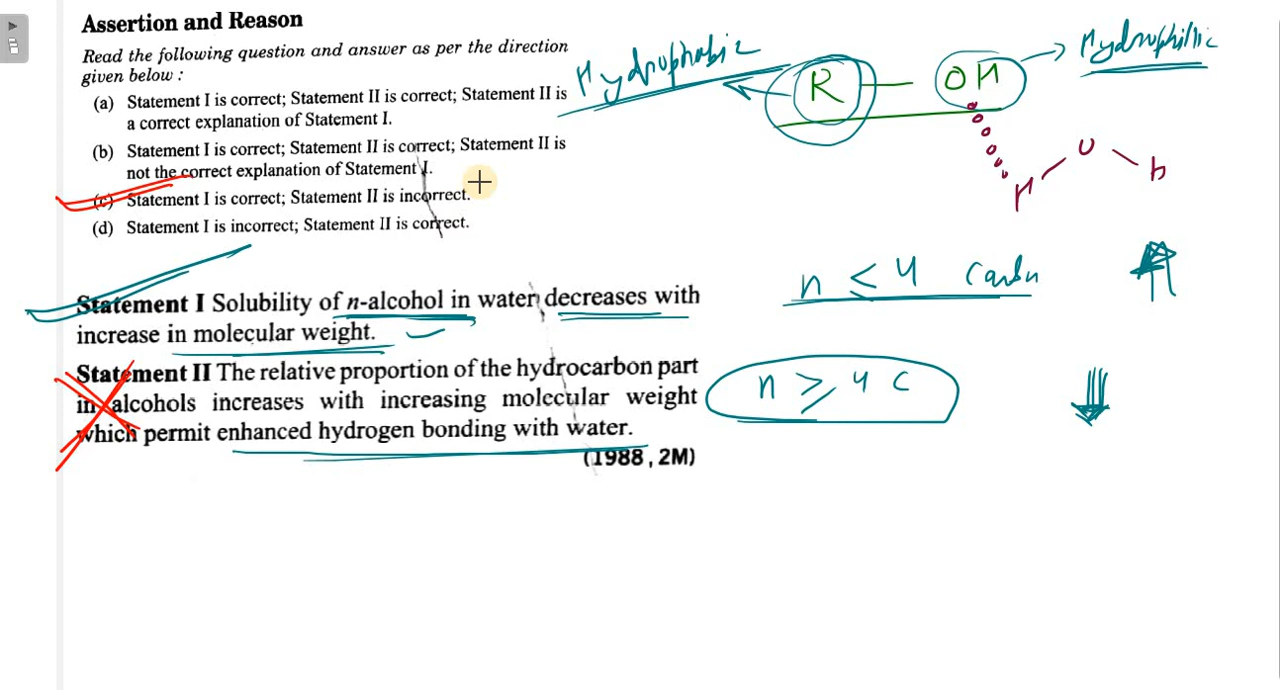 Assertion and Reason
Read the following question and answer as per the direction
given below :
(a) Statement I is correct; Statement II is correct; Statement II is
a correct explanation of Statement I.
(b) Statement I is correct; Statement II is correct; Statement II is
not the correct explanation of Statement I.
(c) Statement I is correct; Statement II is incorrect.
(d) Statement I is incorrect; Statement II is correct.
Statement I Solubility of n-alcohol in water decreases with
increase in molecular weight.
Statement II The relative proportion of the hydrocarbon part
in alcohols increases with increasing molecular weight
which permit enhanced hydrogen bonding with water.
(1988, 2M)
Hydrophobic
R — OH
Hydrophilic
H O h
n ≤ 4 Carbn
n ≥ 4 C